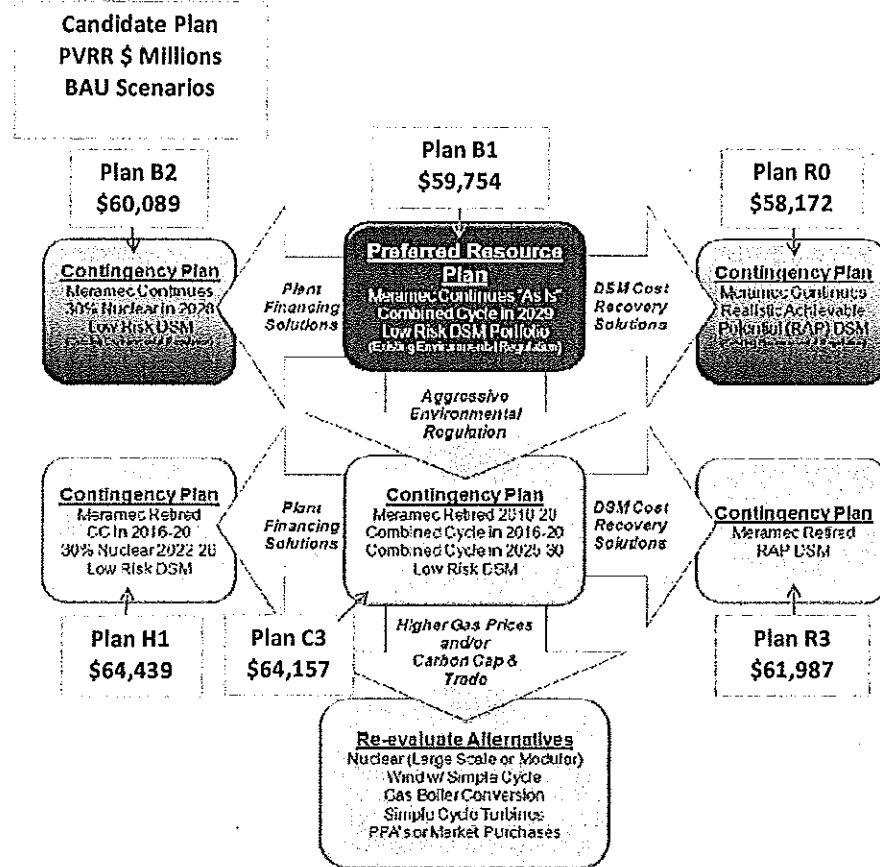 Candidate Plan
PVRR $ Millions
BAU Scenarios
Plan B2
$60,089
Plan B1
$59,754
Plan R0
$58,172
Contingency Plan
Meramec Continues
30% Nuclear in 2028
Low Risk DSM
Plant
Financing
Solutions
Preferred Resource
Plan
Meramec Continues "As Is"
Combined Cycle in 2029
Low Risk DSM Portfolio
(Existing Environmental Regulation)
DSM Cost
Recovery
Solutions
Contingency Plan
Meramec Continues
Realistic Achievable
Potential (RAP) DSM
Aggressive
Environmental
Regulation
Contingency Plan
Meramec Retired
CC in 2016-20
30% Nuclear
Low Risk DSM
Plant
Financing
Solutions
Contingency Plan
Meramec Retired
Combined Cycle in 2016-20
Combined Cycle in 2025-30
Low Risk DSM
DSM Cost
Recovery
Solutions
Contingency Plan
Meramec Retired
RAP DSM
Plan H1
$64,439
Plan C3
$64,157
Higher Gas Prices
and/or
Carbon Cap &
Trade
Plan R3
$61,987
Re-evaluate Alternatives
Nuclear (Large Scale or Modular)
Wind w/ Simple Cycle
Gas Boiler Conversion
Simple Cycle Turbines
PPA's or Market Purchases